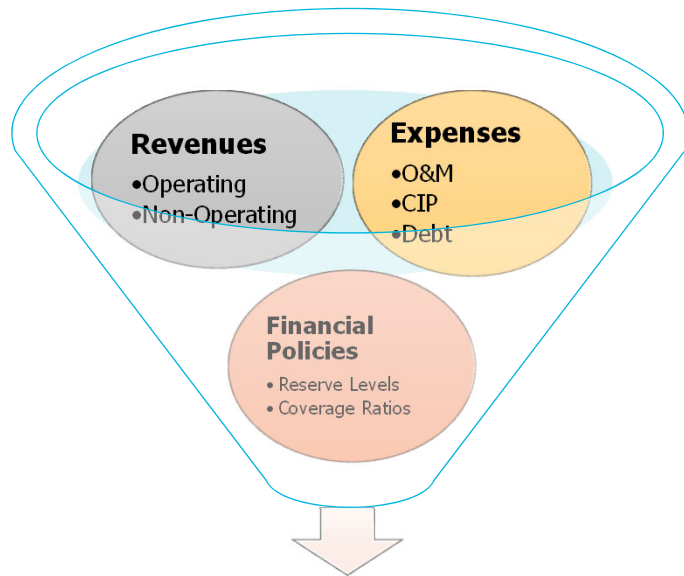 Revenues
•Operating
•Non-Operating
Expenses
•O&M
•CIP
•Debt
Financial
Policies
• Reserve Levels
• Coverage Ratios